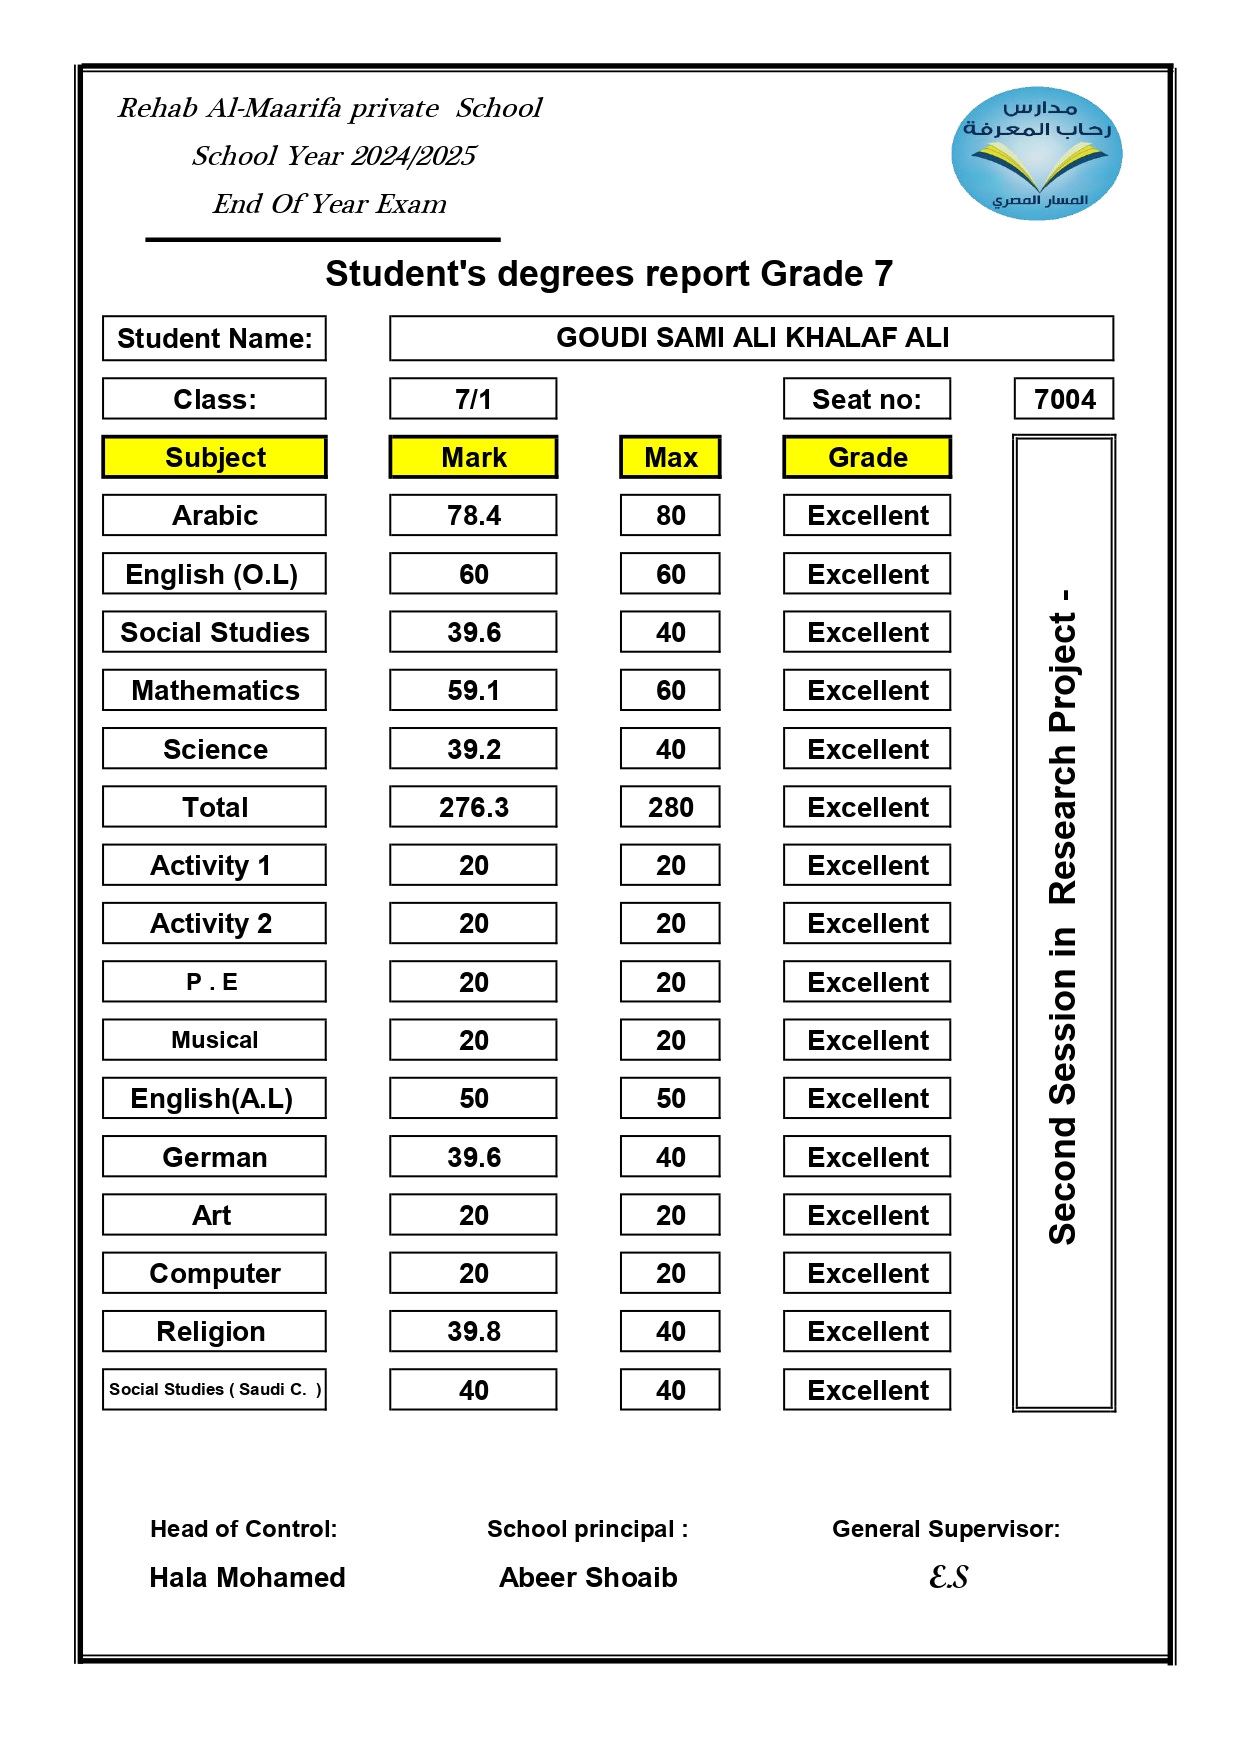 Rehab Al-Maarifa private School
School Year 2024/2025
End Of Year Exam
مدارس
رحاب المعرفة
المسار المصري
Student's degrees report Grade 7
Student Name: GOUDI SAMI ALI KHALAF ALI
Class: 7/1 Seat no: 7004
Subject Mark Max Grade
Arabic 78.4 80 Excellent
English (O.L) 60 60 Excellent
Social Studies 39.6 40 Excellent
Mathematics 59.1 60 Excellent
Science 39.2 40 Excellent
Total 276.3 280 Excellent
Activity 1 20 20 Excellent
Activity 2 20 20 Excellent
P . E 20 20 Excellent
Musical 20 20 Excellent
English(A.L) 50 50 Excellent
German 39.6 40 Excellent
Art 20 20 Excellent
Computer 20 20 Excellent
Religion 39.8 40 Excellent
Social Studies ( Saudi C. ) 40 40 Excellent
Second Session in Research Project -
Head of Control: School principal : General Supervisor:
Hala Mohamed Abeer Shoaib E.S